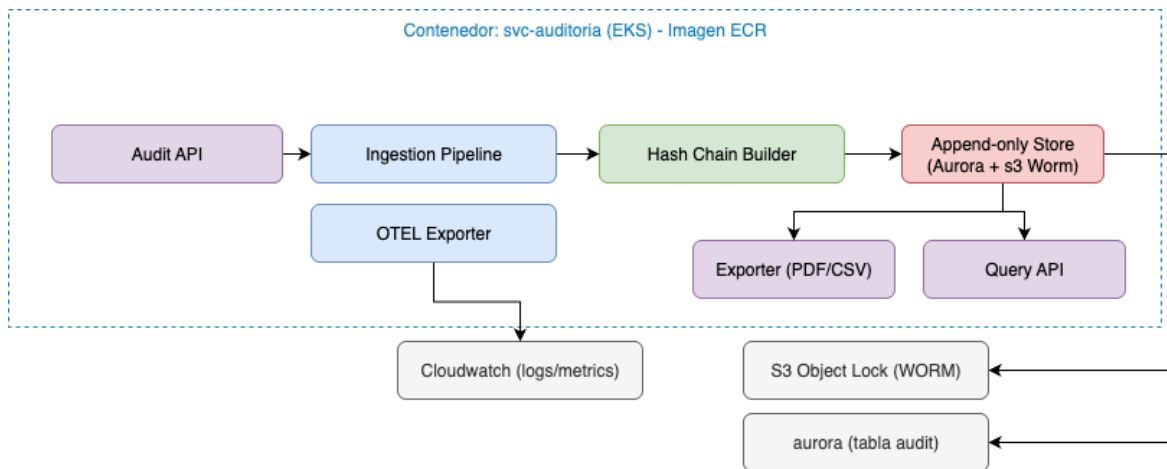 Contenedor: svc-auditoria (EKS) - Imagen ECR
Audit API
Ingestion Pipeline
Hash Chain Builder
Append-only Store
(Aurora + s3 Worm)
OTEL Exporter
Exporter (PDF/CSV)
Query API
Cloudwatch (logs/metrics)
S3 Object Lock (WORM)
aurora (tabla audit)